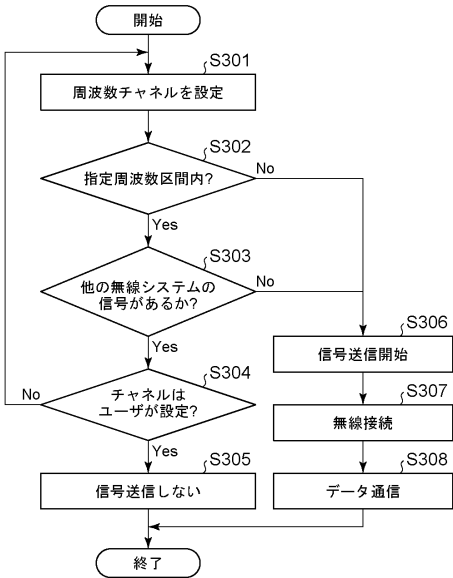 開始
S301
周波数チャネルを設定
S302
指定周波数区間内?
No
Yes
S303
他の無線システムの
信号があるか?
No
Yes
S306
信号送信開始
S304
チャネルは
ユーザが設定?
No
Yes
S307
無線接続
S305
信号送信しない
S308
データ通信
終了